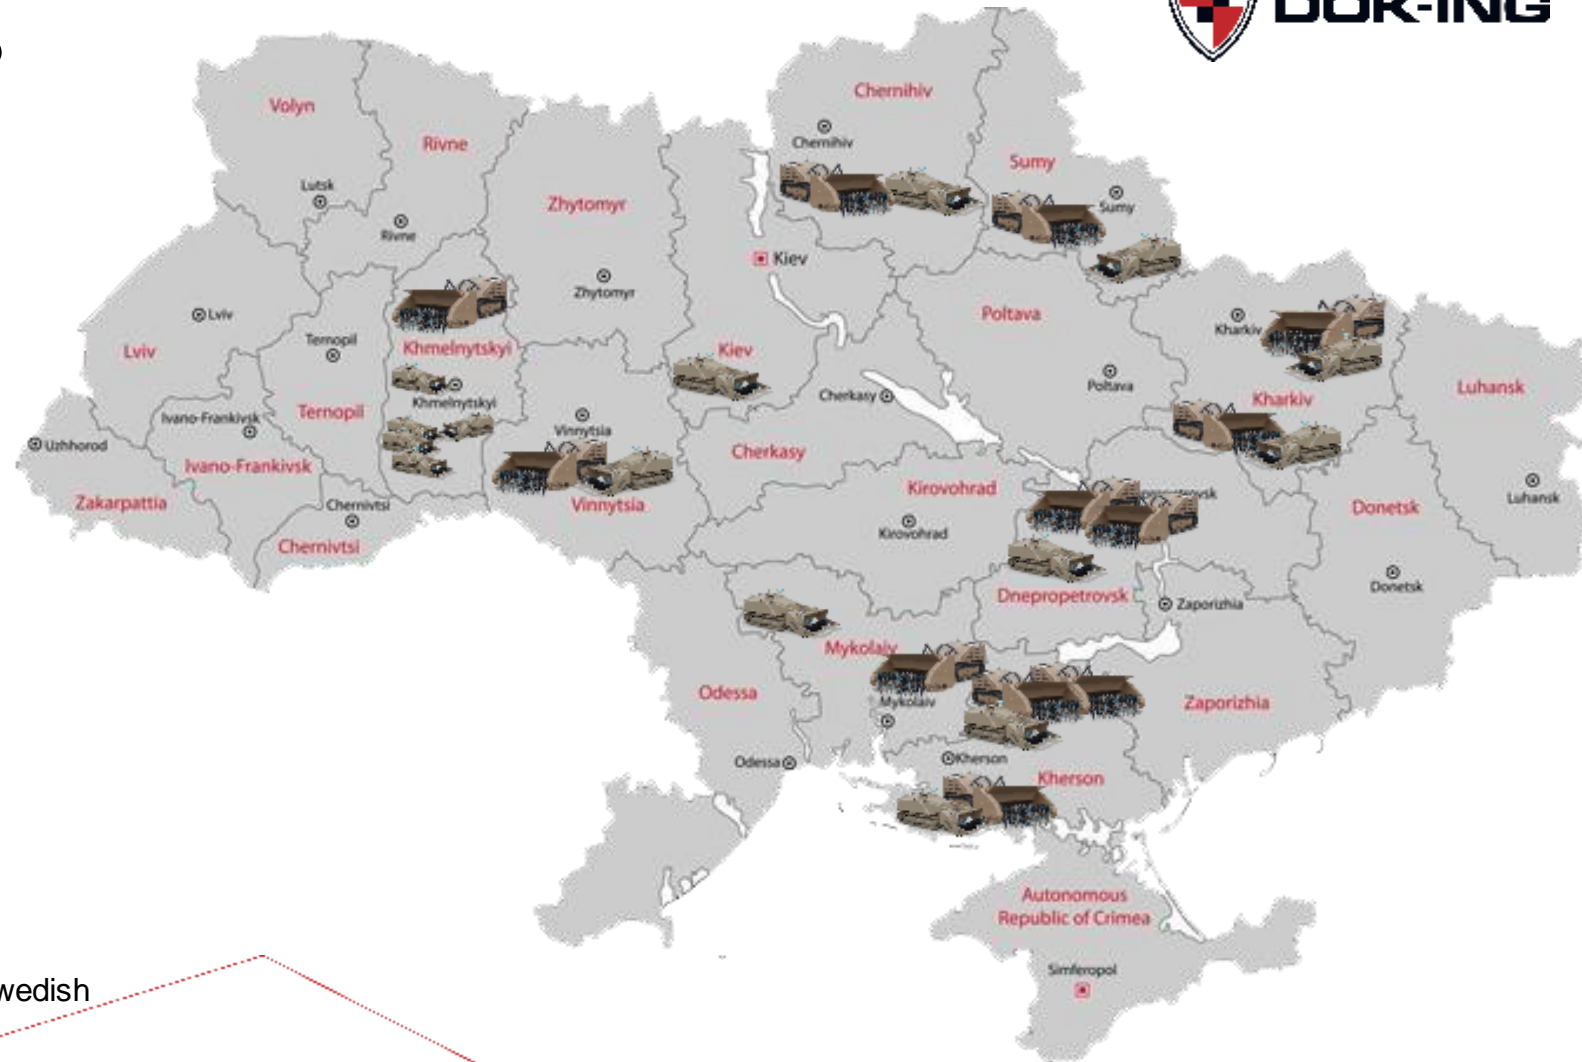 DOK-ING
Chernihiv
Volyn
Chernihiv
Rivne
Sumy
Lutsk
Sumy
Zhytomyr
Rivne
Kiev
Zhytomyr
Lviv
Poltava
Kharkiv
Ternopil
Lviv
Khmelnytskyi
Kiev
Poltava
Luhansk
Cherkasy
Kharkiv
Khmelnytskyi
Ternopil
Ivano-Frankivsk
Vinnytsia
Uzhhorod
Cherkasy
Ivano-Frankivsk
Kirovohrad
Luhansk
Zakarpattia
Chernivtsi
Vinnytsia
Donetsk
Kirovohrad
Chernivtsi
Donetsk
Dnepropetrovsk
Zaporizhia
Mykolaiv
Odessa
Mykolaiv
Zaporizhia
Odessa
Kherson
Kherson
Autonomous
Republic of Crimea
Simferopol
wedish